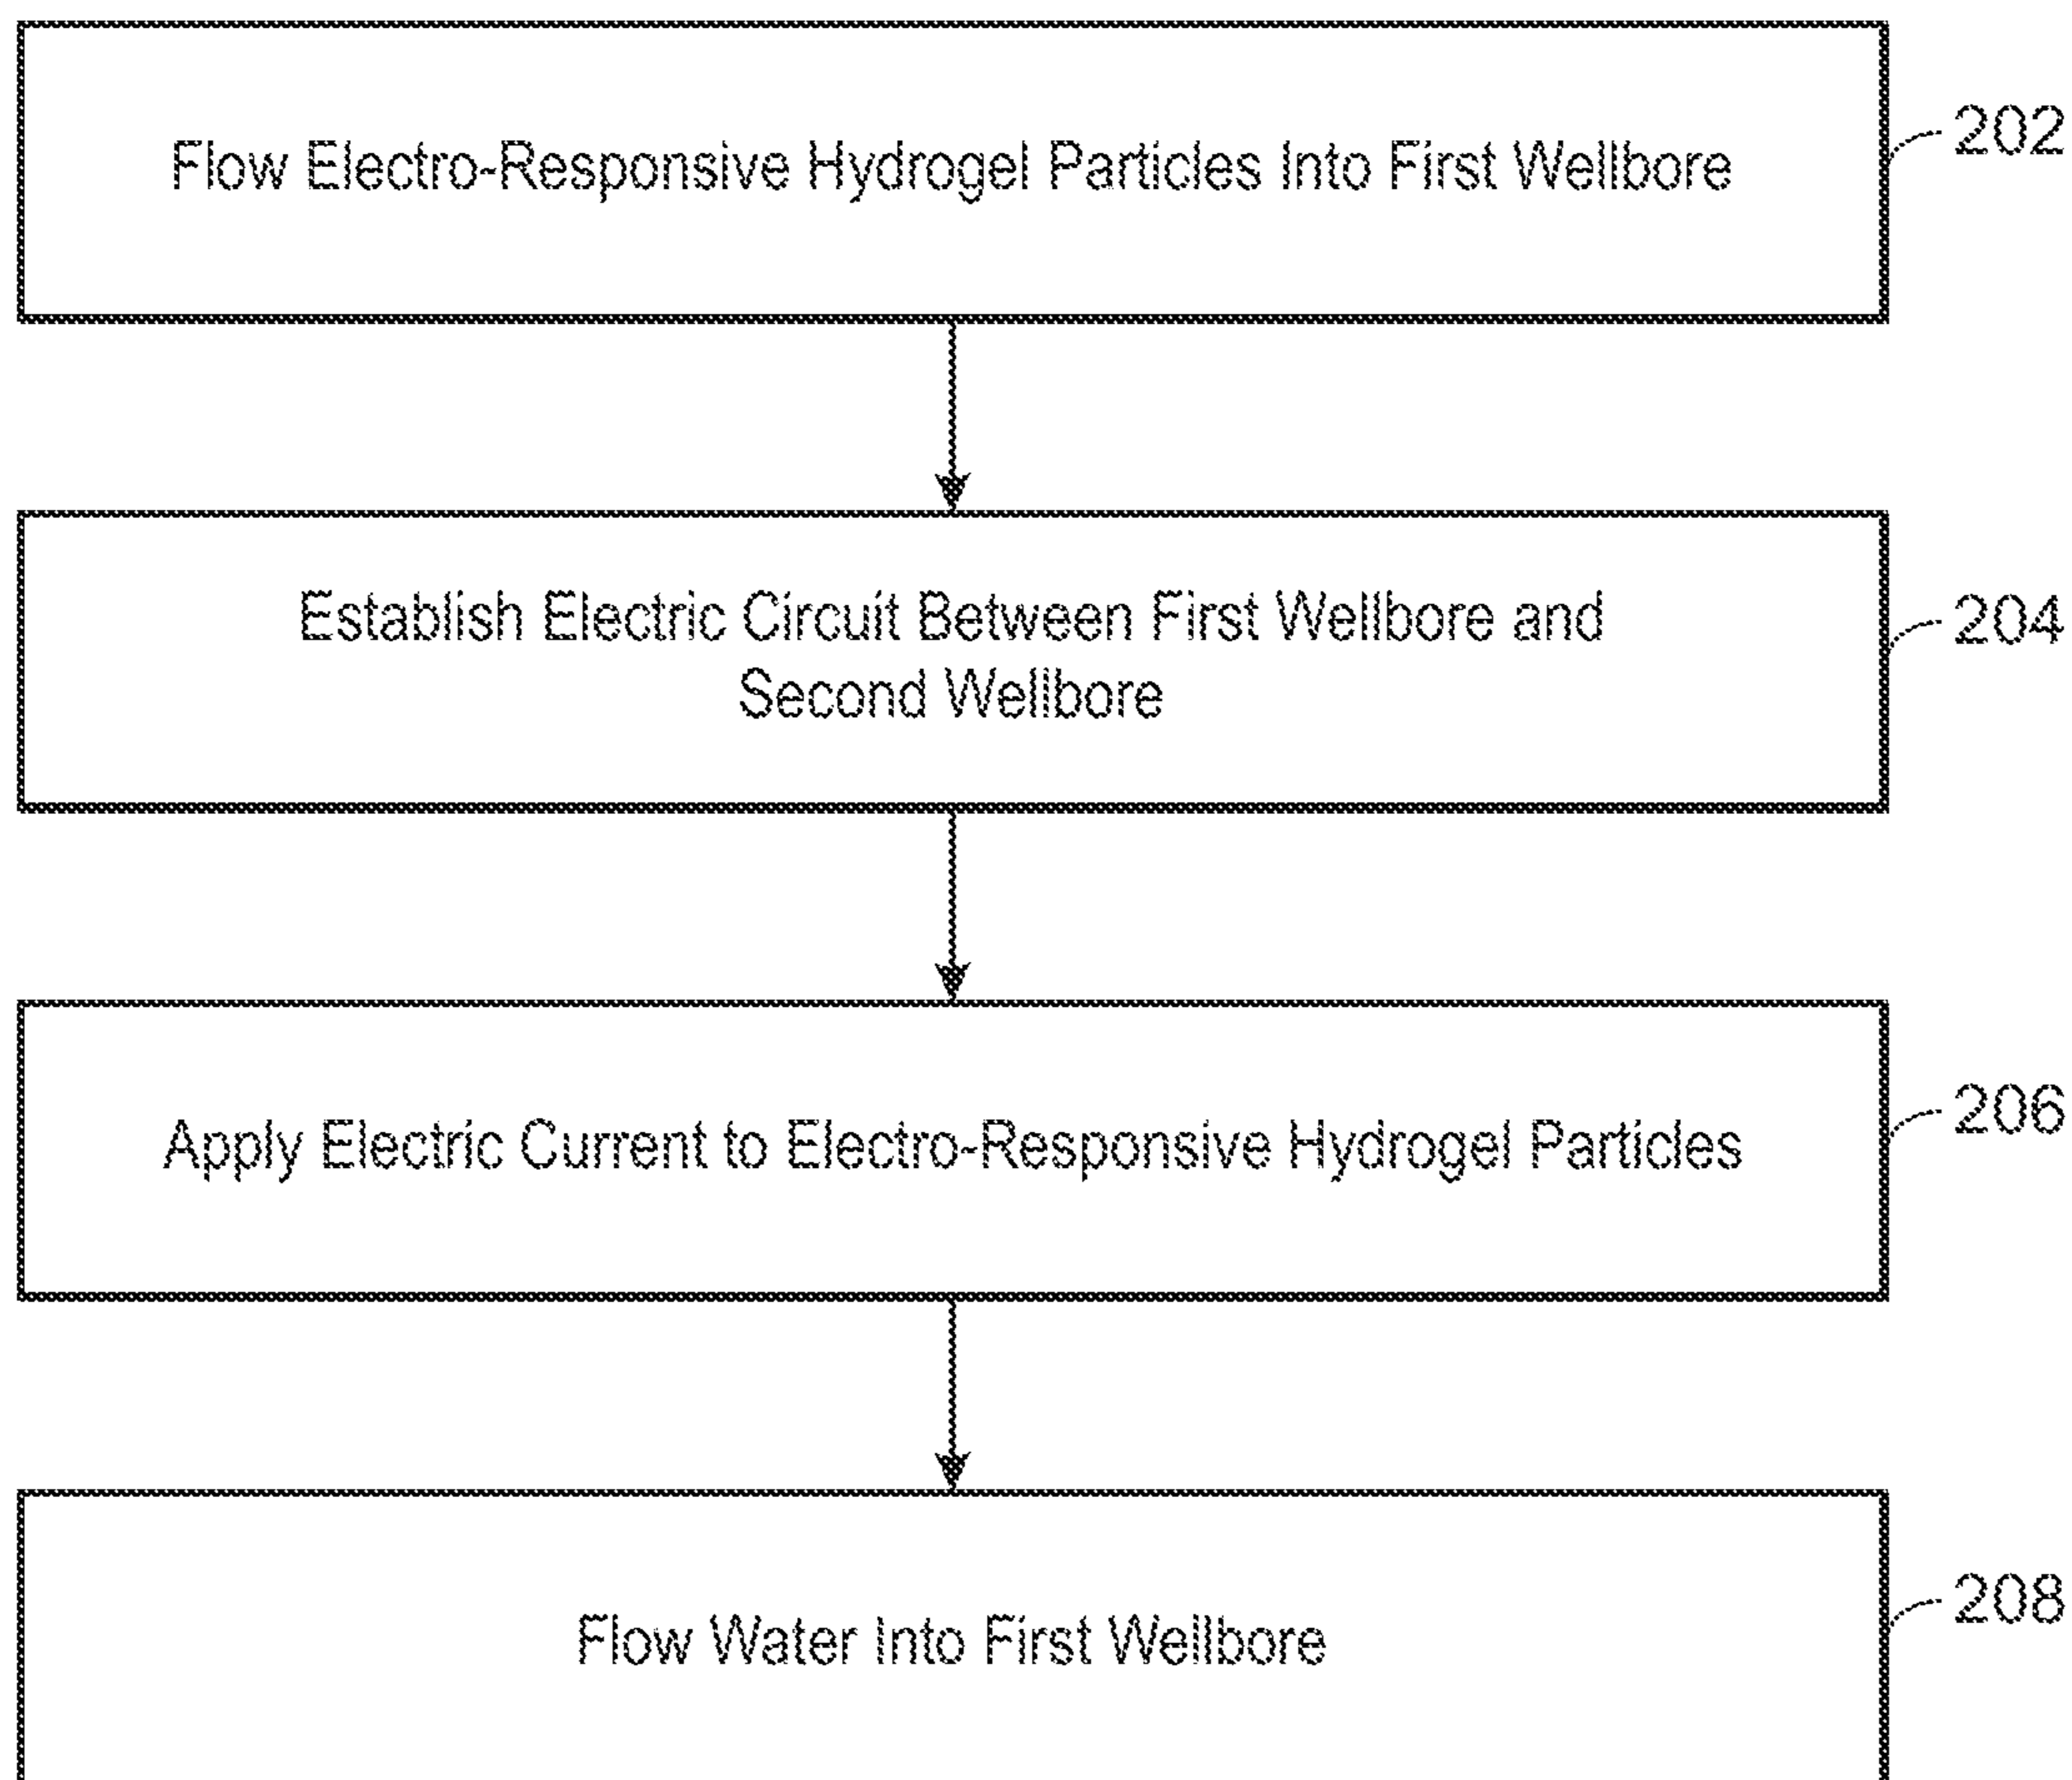 Flow Electro-Responsive Hydrogel Particles Into First Wellbore
202
Establish Electric Circuit Between First Wellbore and
Second Wellbore
204
Apply Electric Current to Electro-Responsive Hydrogel Particles
206
Flow Water Into First Wellbore
208